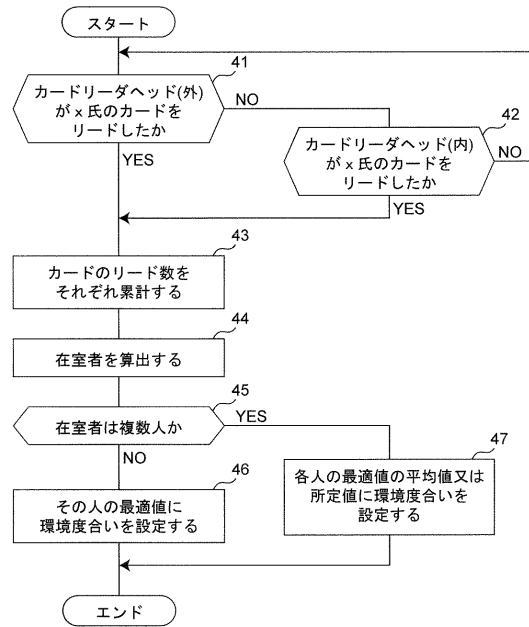 スタート
41
カードリーダヘッド(外)
が x 氏のカードを
リードしたか
NO
YES
42
カードリーダヘッド(内)
が x 氏のカードを
リードしたか
NO
YES
43
カードのリード数を
それぞれ累計する
44
在室者を算出する
45
在室者は複数人か
YES
NO
46
その人の最適値に
環境度合いを設定する
47
各人の最適値の平均値又は
所定値に環境度合いを
設定する
エンド